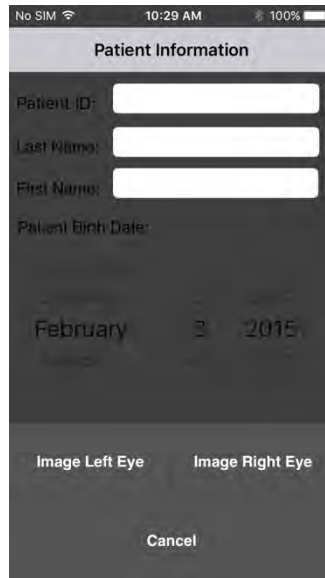 No SIM 10:29 AM 100%
Patient Information
Patient ID:
Last Name:
First Name:
Patient Birth Date:
February 3 2015
Image Left Eye Image Right Eye
Cancel